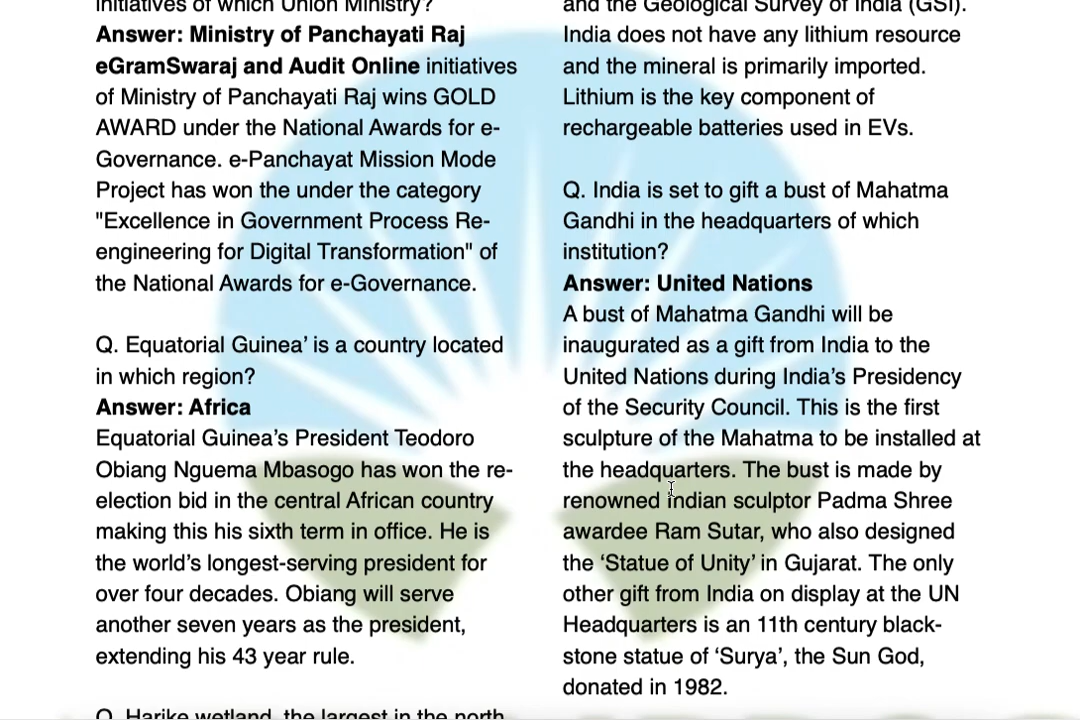 initiatives of which Union Ministry?
Answer: Ministry of Panchayati Raj
eGramSwaraj and Audit Online initiatives
of Ministry of Panchayati Raj wins GOLD
AWARD under the National Awards for e-
Governance. e-Panchayat Mission Mode
Project has won the under the category
"Excellence in Government Process Re-
engineering for Digital Transformation" of
the National Awards for e-Governance.
Q. Equatorial Guinea’ is a country located
in which region?
Answer: Africa
Equatorial Guinea’s President Teodoro
Obiang Nguema Mbasogo has won the re-
election bid in the central African country
making this his sixth term in office. He is
the world’s longest-serving president for
over four decades. Obiang will serve
another seven years as the president,
extending his 43 year rule.
Q. Harike wetland, the largest in the north
and the Geological Survey of India (GSI).
India does not have any lithium resource
and the mineral is primarily imported.
Lithium is the key component of
rechargeable batteries used in EVs.
Q. India is set to gift a bust of Mahatma
Gandhi in the headquarters of which
institution?
Answer: United Nations
A bust of Mahatma Gandhi will be
inaugurated as a gift from India to the
United Nations during India’s Presidency
of the Security Council. This is the first
sculpture of the Mahatma to be installed at
the headquarters. The bust is made by
renowned Indian sculptor Padma Shree
awardee Ram Sutar, who also designed
the ‘Statue of Unity’ in Gujarat. The only
other gift from India on display at the UN
Headquarters is an 11th century black-
stone statue of ‘Surya’, the Sun God,
donated in 1982.